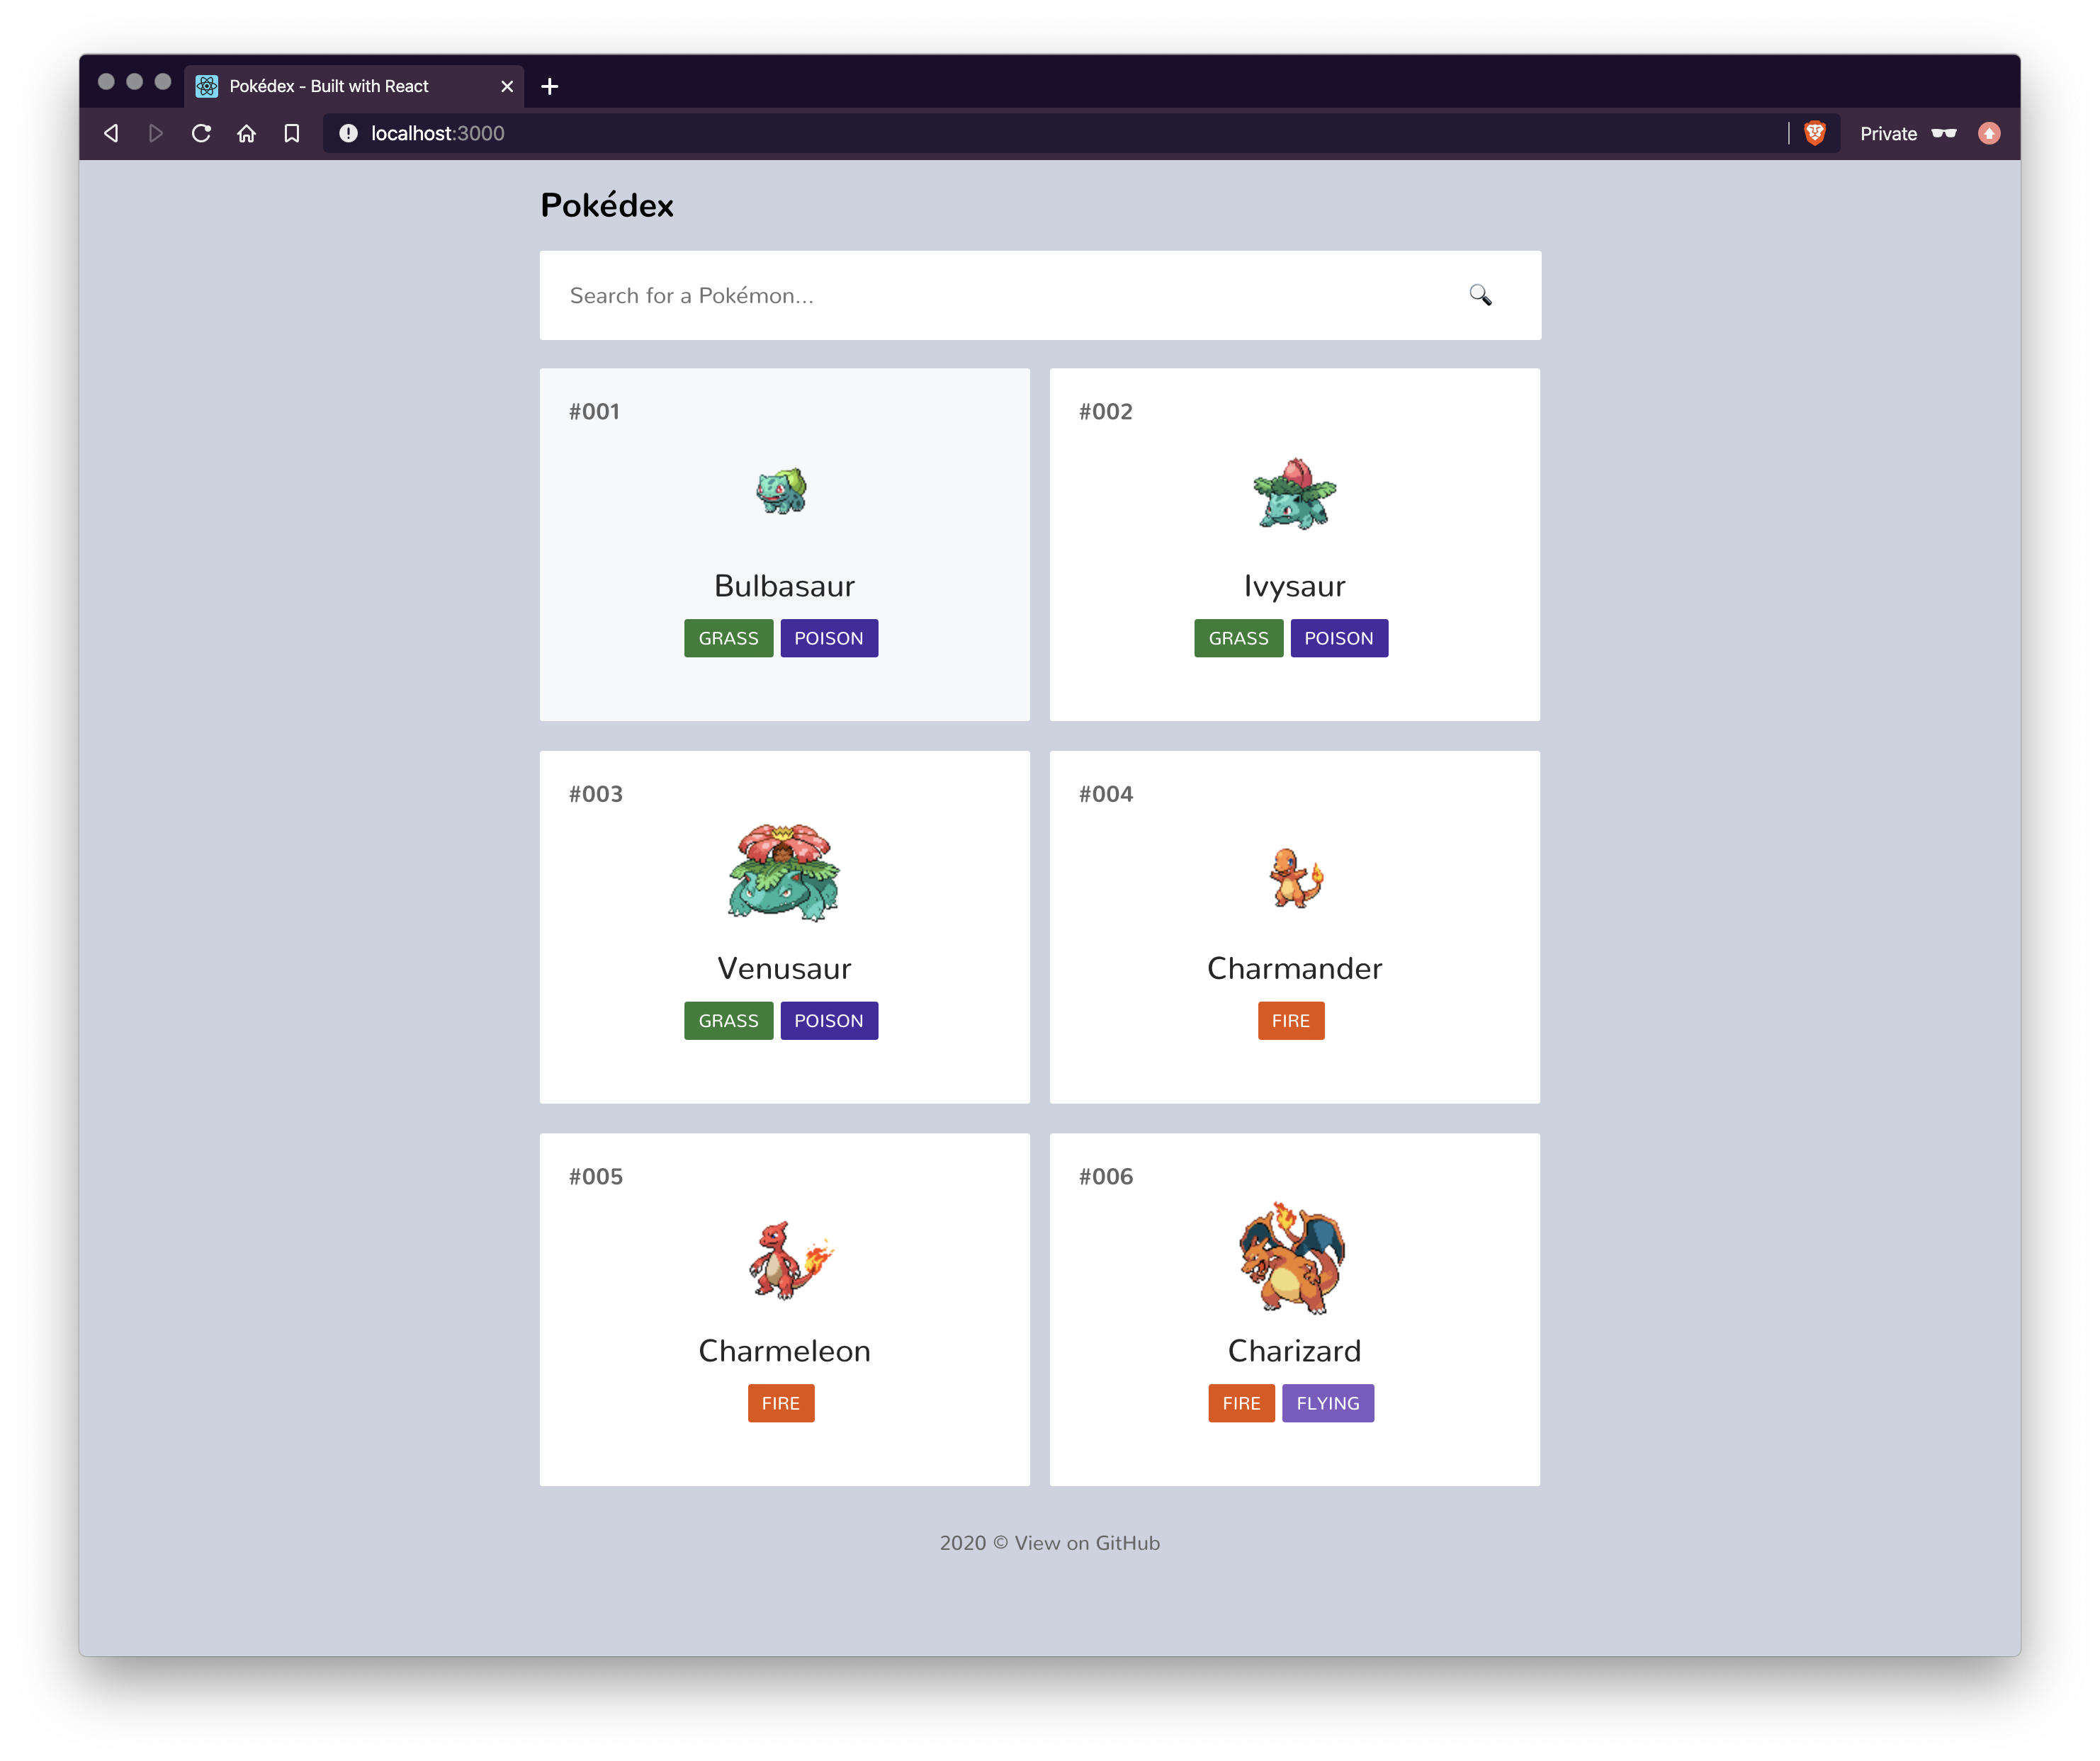 Pokédex - Built with React
localhost:3000
Private
Pokédex
Search for a Pokémon...
#001
Bulbasaur
GRASS POISON
#002
Ivysaur
GRASS POISON
#003
Venusaur
GRASS POISON
#004
Charmander
FIRE
#005
Charmeleon
FIRE
#006
Charizard
FIRE FLYING
2020 © View on GitHub